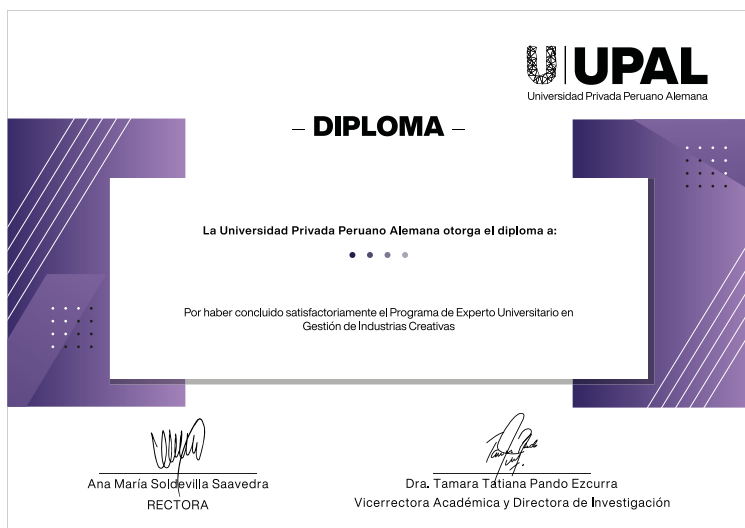 UPAL
Universidad Privada Peruano Alemana
– DIPLOMA –
La Universidad Privada Peruano Alemana otorga el diploma a:
Por haber concluido satisfactoriamente el Programa de Experto Universitario en
Gestión de Industrias Creativas
Ana María Soldevilla Saavedra
RECTORA
Dra. Tamara Tatiana Pando Ezcurra
Vicerrectora Académica y Directora de Investigación